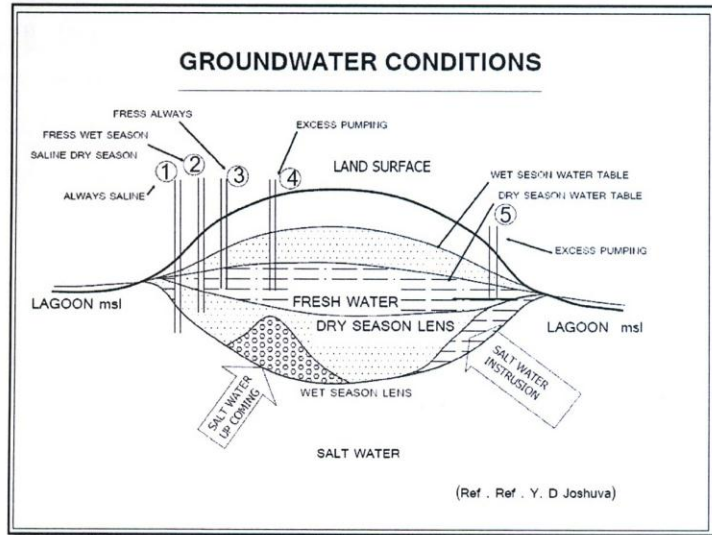 GROUNDWATER CONDITIONS
FRESS ALWAYS
FRESS WET SEASON
EXCESS PUMPING
SALINE DRY SEASON
LAND SURFACE
WET SESON WATER TABLE
ALWAYS SALINE
1
2
3
4
DRY SEASON WATER TABLE
5
EXCESS PUMPING
LAGOON msl
FRESH WATER
DRY SEASON LENS
LAGOON msl
SALT WATER
UP COMING
SALT WATER
INSTRUSION
WET SEASON LENS
SALT WATER
(Ref . Ref . Y. D Joshuva)